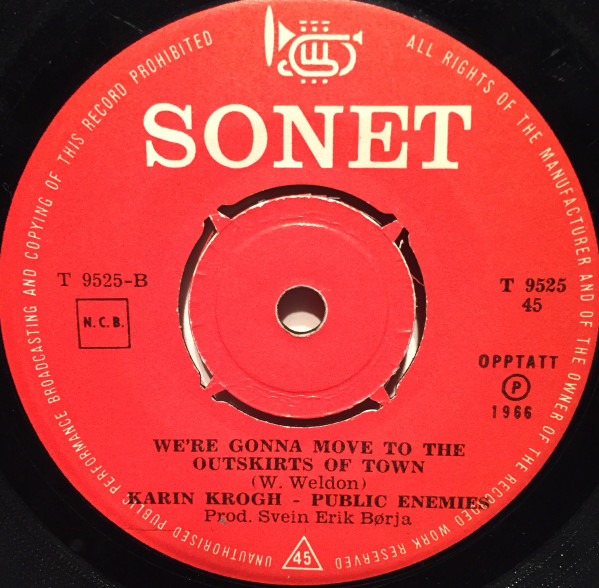 UNAUTHORISED PUBLIC PERFORMANCE BROADCASTING AND COPYING OF THIS RECORD PROHIBITED
ALL RIGHTS OF THE MANUFACTURER AND OF THE OWNER OF THE RECORDED WORK RESERVED
SONET
T 9525-B
N.C.B.
T 9525
45
OPPTATT
P
1966
WE'RE GONNA MOVE TO THE
OUTSKIRTS OF TOWN
(W. Weldon)
KARIN KROGH - PUBLIC ENEMIES
Prod. Svein Erik Børja
45